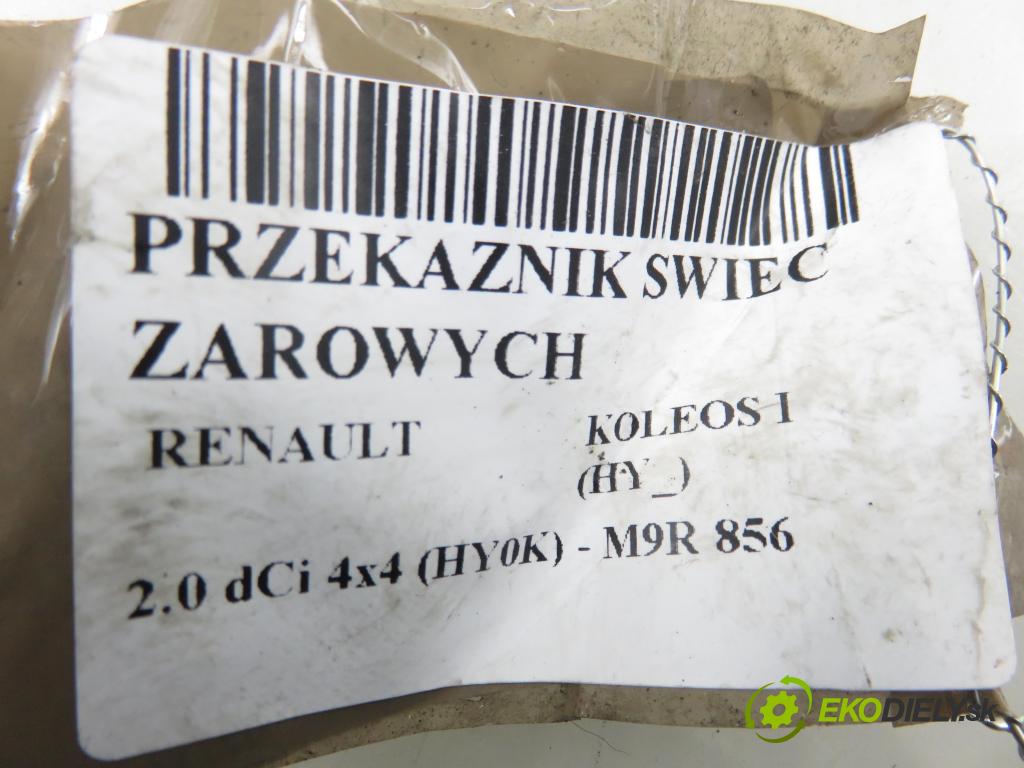 PRZEKAZNIK SWIEC
ZAROWYCH
RENAULT KOLEOS I
(HY_)
2.0 dCi 4x4 (HY0K) - M9R 856
EKODIELY.sk